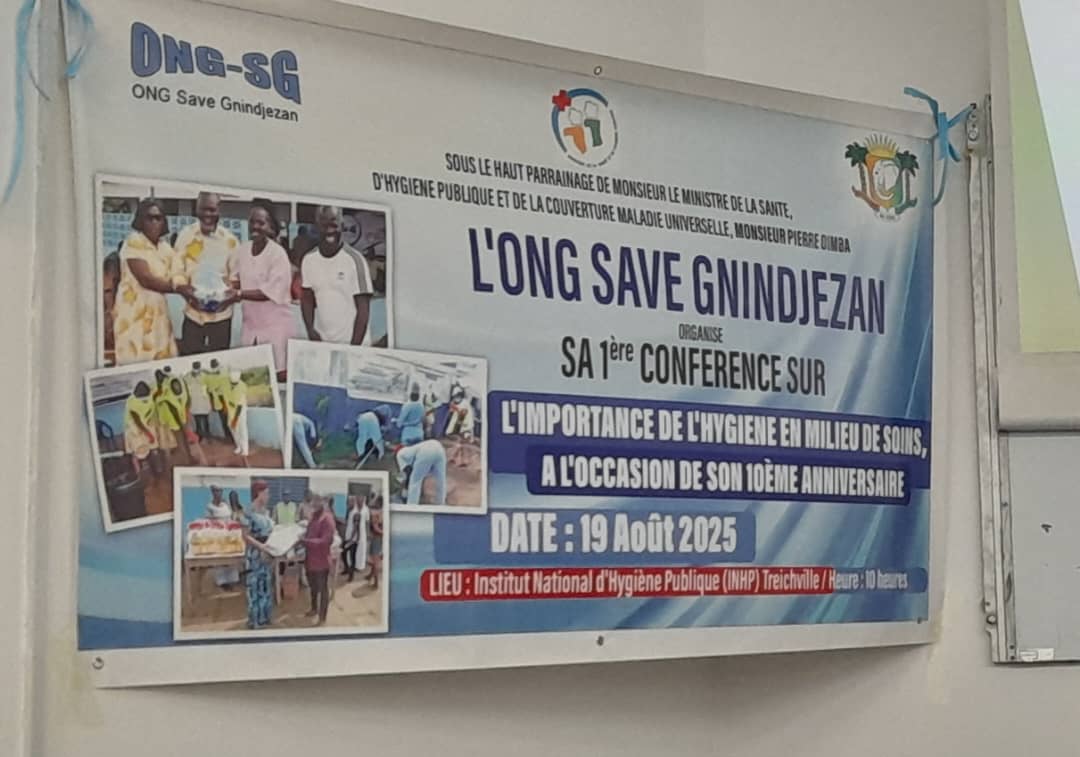 ONG-SG
ONG Save Gnindjezan
SOUS LE HAUT PARRAINAGE DE MONSIEUR LE MINISTRE DE LA SANTE,
D'HYGIENE PUBLIQUE ET DE LA COUVERTURE MALADIE UNIVERSELLE, MONSIEUR PIERRE DIMBA
L'ONG SAVE GNINDJEZAN
ORGANISE
SA 1ère CONFERENCE SUR
L'IMPORTANCE DE L'HYGIENE EN MILIEU DE SOINS,
A L'OCCASION DE SON 10ÈME ANNIVERSAIRE
DATE : 19 Août 2025
LIEU : Institut National d'Hygiène Publique (INHP) Treichville / Heure : 10 heures